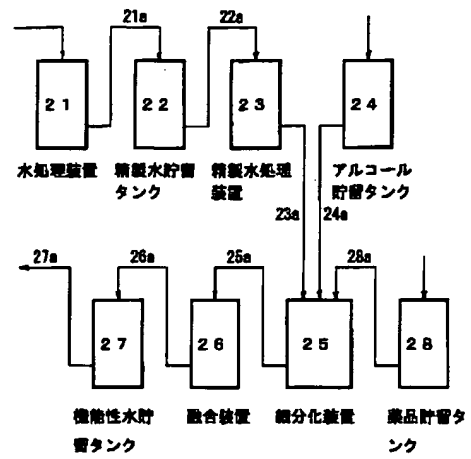 21a
22a
21
22
23
24
水処理装置
精製水貯留
タンク
精製水処理
装置
アルコール
貯留タンク
23a
24a
27a
26a
25a
28a
27
26
25
28
機能性水貯
留タンク
融合装置
細分化装置
薬品貯留タ
ンク